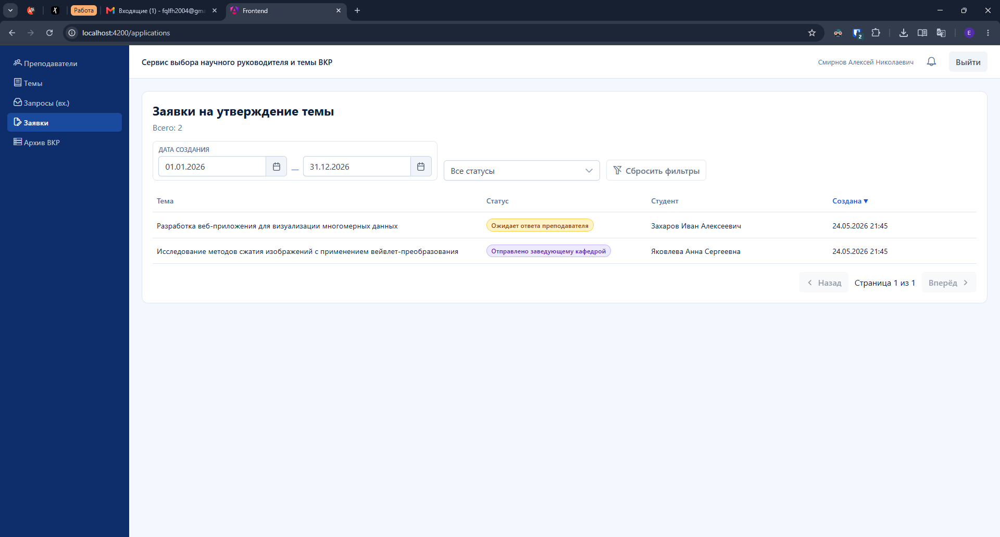 Работа
Входящие (1) - fqlfh2004@gma
Frontend
localhost:4200/applications
2
E
Преподаватели
Темы
Запросы (вх.)
Заявки
Архив ВКР
Сервис выбора научного руководителя и темы ВКР
Смирнов Алексей Николаевич
Выйти
Заявки на утверждение темы
Всего: 2
ДАТА СОЗДАНИЯ
01.01.2026 — 31.12.2026
Все статусы
Сбросить фильтры
Тема Статус Студент Создана ▼
Разработка веб-приложения для визуализации многомерных данных Ожидает ответа преподавателя Захаров Иван Алексеевич 24.05.2026 21:45
Исследование методов сжатия изображений с применением вейвлет-преобразования Отправлено заведующему кафедрой Яковлева Анна Сергеевна 24.05.2026 21:45
Назад Страница 1 из 1 Вперёд